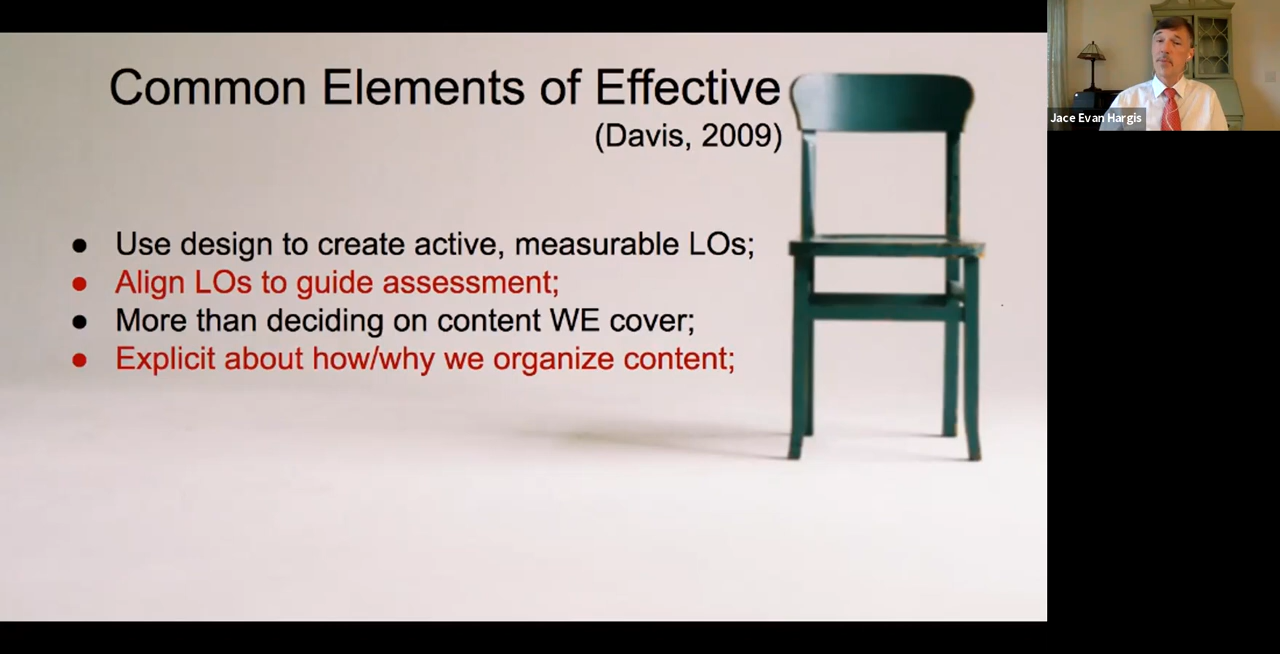 Common Elements of Effective
(Davis, 2009)
● Use design to create active, measurable LOs;
● Align LOs to guide assessment;
● More than deciding on content WE cover;
● Explicit about how/why we organize content;
Jace Evan Hargis